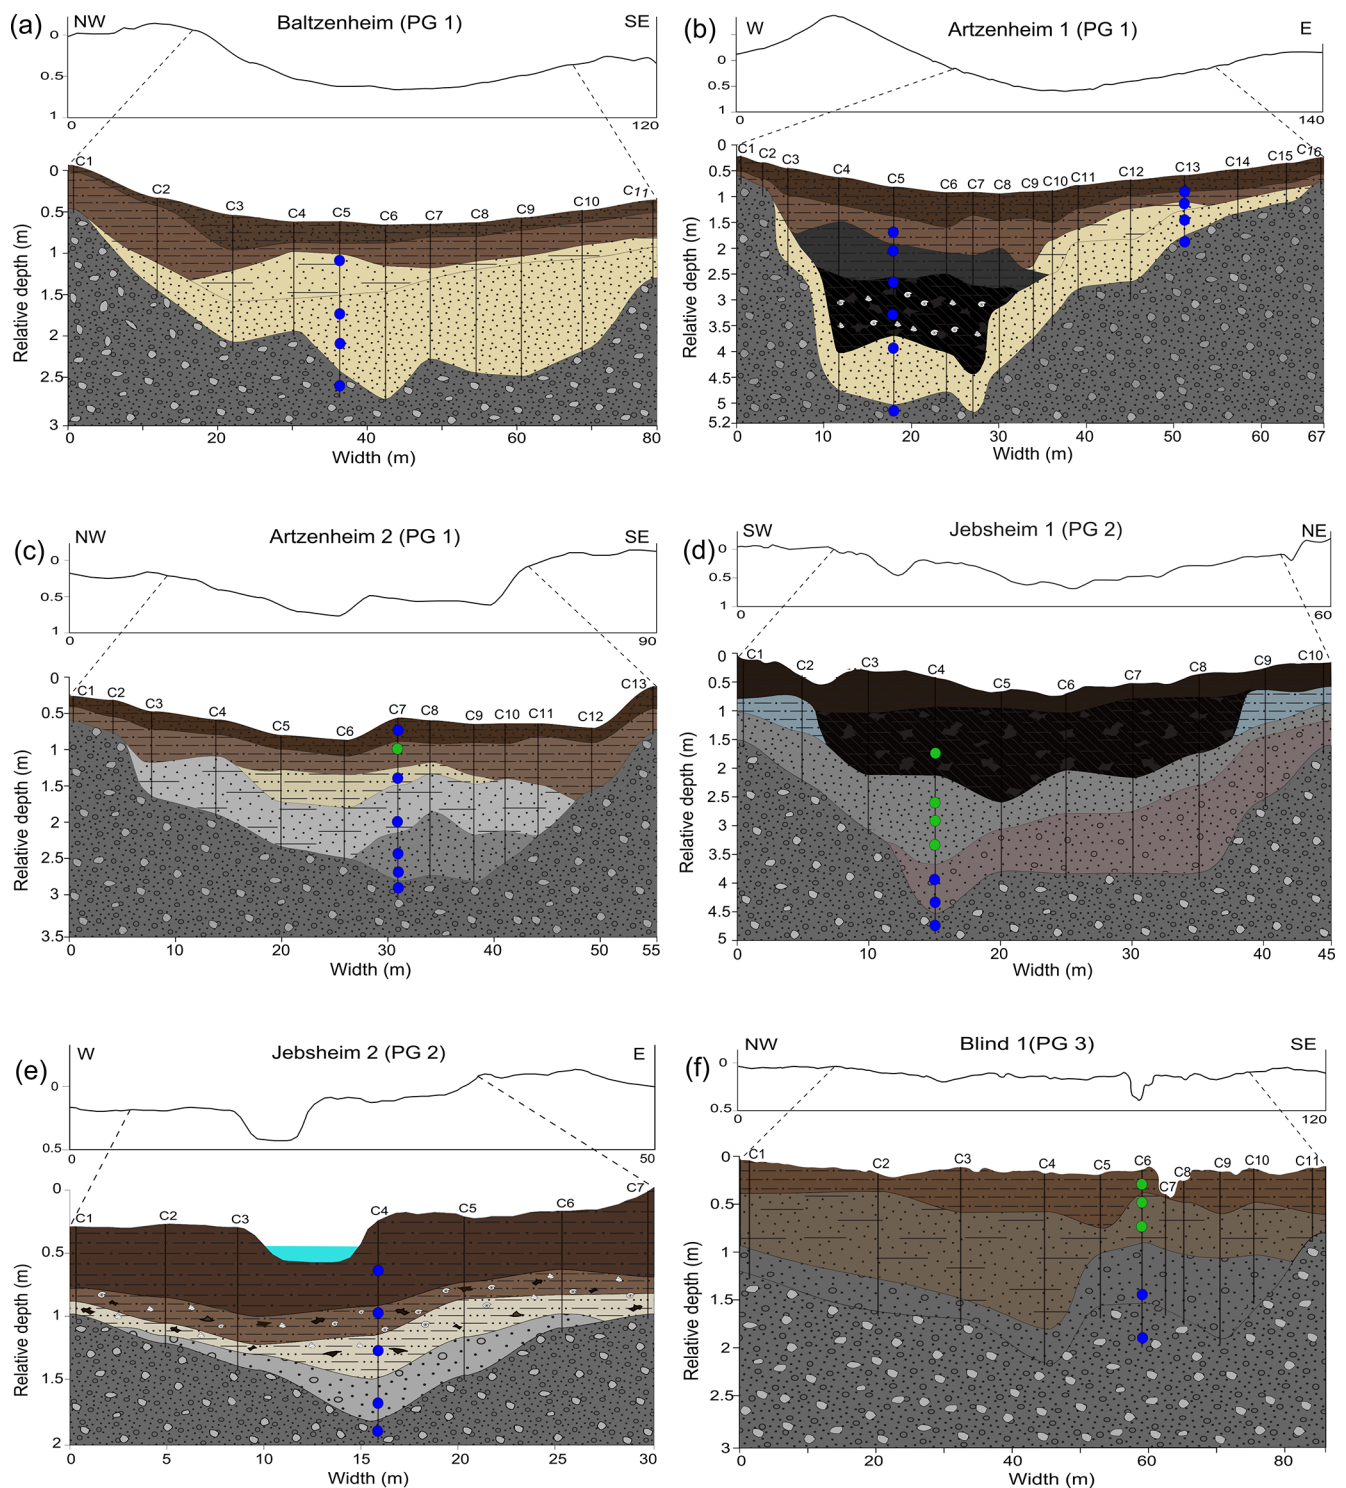 (a) NW Baltzenheim (PG 1) SE
0
0.5
1
0 120
C1 C2 C3 C4 C5 C6 C7 C8 C9 C10 C11
0
0.5
1
1.5
2
2.5
3
Relative depth (m)
0 20 40 60 80
Width (m)
(b) W Artzenheim 1 (PG 1) E
0
0.5
1
0 140
C1 C2 C3 C4 C5 C6 C7 C8 C9 C10 C11 C12 C13 C14 C15 C16
0
0.5
1
1.5
2
2.5
3
3.5
4
4.5
5
5.2
Relative depth (m)
0 10 20 30 40 50 60 67
Width (m)
(c) NW Artzenheim 2 (PG 1) SE
0
0.5
1
0 90
C1 C2 C3 C4 C5 C6 C7 C8 C9 C10 C11 C12 C13
0
0.5
1
1.5
2
2.5
3
3.5
Relative depth (m)
0 10 20 30 40 50 55
Width (m)
(d) SW Jebsheim 1 (PG 2) NE
0
0.5
1
0 60
C1 C2 C3 C4 C5 C6 C7 C8 C9 C10
0
0.5
1
1.5
2
2.5
3
3.5
4
4.5
5
Relative depth (m)
0 10 20 30 40 45
Width (m)
(e) W Jebsheim 2 (PG 2) E
0
0.5
0 50
C1 C2 C3 C4 C5 C6 C7
0
0.5
1
1.5
2
Relative depth (m)
0 5 10 15 20 25 30
Width (m)
(f) NW Blind 1(PG 3) SE
0
0.5
0 120
C1 C2 C3 C4 C5 C6 C7 C8 C9 C10 C11
0
0.5
1
1.5
2
2.5
3
Relative depth (m)
0 20 40 60 80
Width (m)